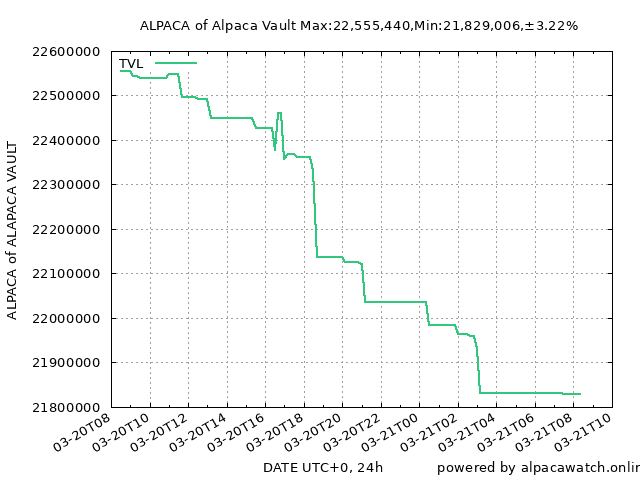 ALPACA of Alpaca Vault Max:22,555,440,Min:21,829,006,±3.22%
TVL
ALPACA of ALAPACA VAULT
22600000
22500000
22400000
22300000
22200000
22100000
22000000
21900000
21800000
03-20T08
03-20T10
03-20T12
03-20T14
03-20T16
03-20T18
03-20T20
03-20T22
03-21T00
03-21T02
03-21T04
03-21T06
03-21T08
03-21T10
DATE UTC+0, 24h
powered by alpacawatch.onlin